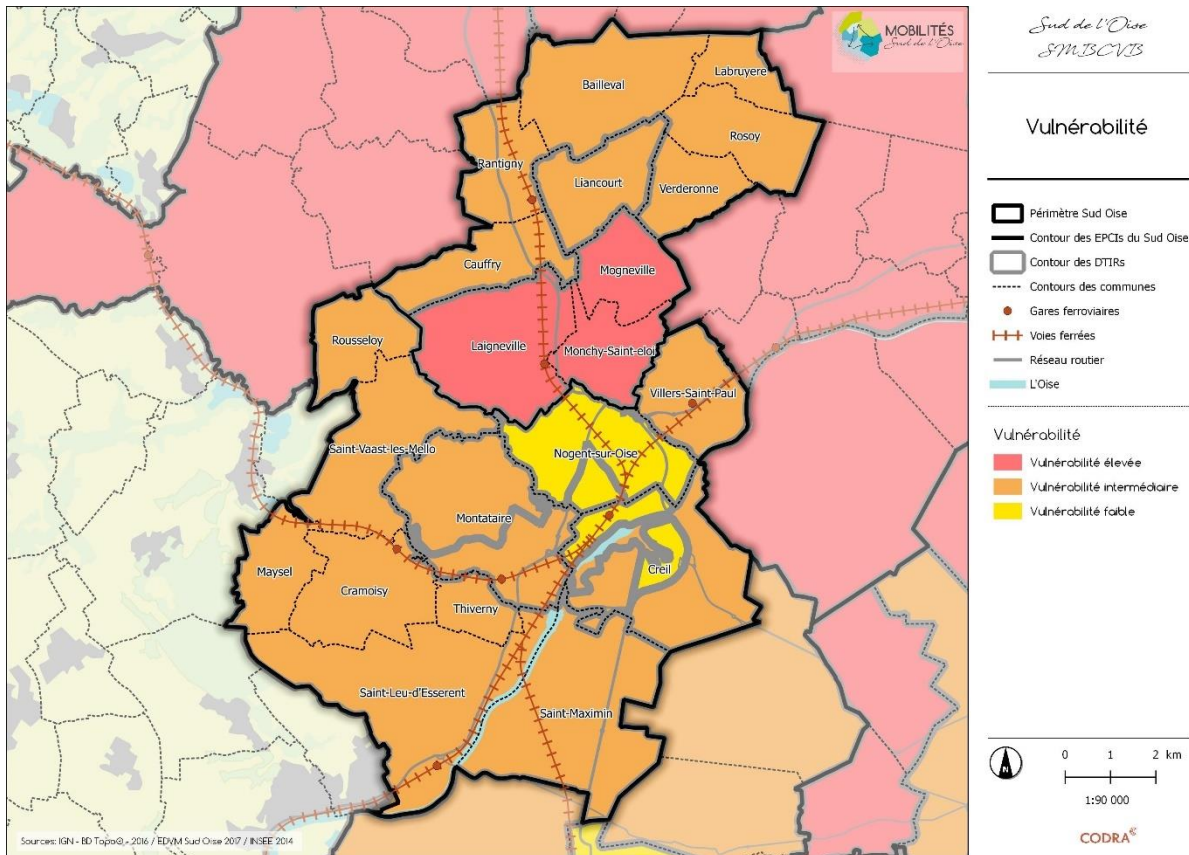 MOBILITÉS
Sud de l'Oise
Labruyere
Bailleval
Rosoy
Rantigny
Liancourt
Verderonne
Cauffry
Mogneville
Rousseloy
Laigneville
Monchy-Saint-eloi
Villers-Saint-Paul
Saint-Vaast-les-Mello
Nogent-sur-Oise
Montataire
Creil
Maysel
Cramoisy
Thiverny
Saint-Leu-d'Esserent
Saint-Maximin
Sources: IGN - BD Topo© - 2016 / EDVM Sud Oise 2017 / INSEE 2014
Sud de l'Oise
SMBCVB
Vulnérabilité
Périmètre Sud Oise
Contour des EPCIs du Sud Oise
Contour des DTIRs
Contours des communes
Gares ferroviaires
Voies ferrées
Réseau routier
L'Oise
Vulnérabilité
Vulnérabilité élevée
Vulnérabilité intermédiaire
Vulnérabilité faible
N
0 1 2 km
1:90 000
CODRA